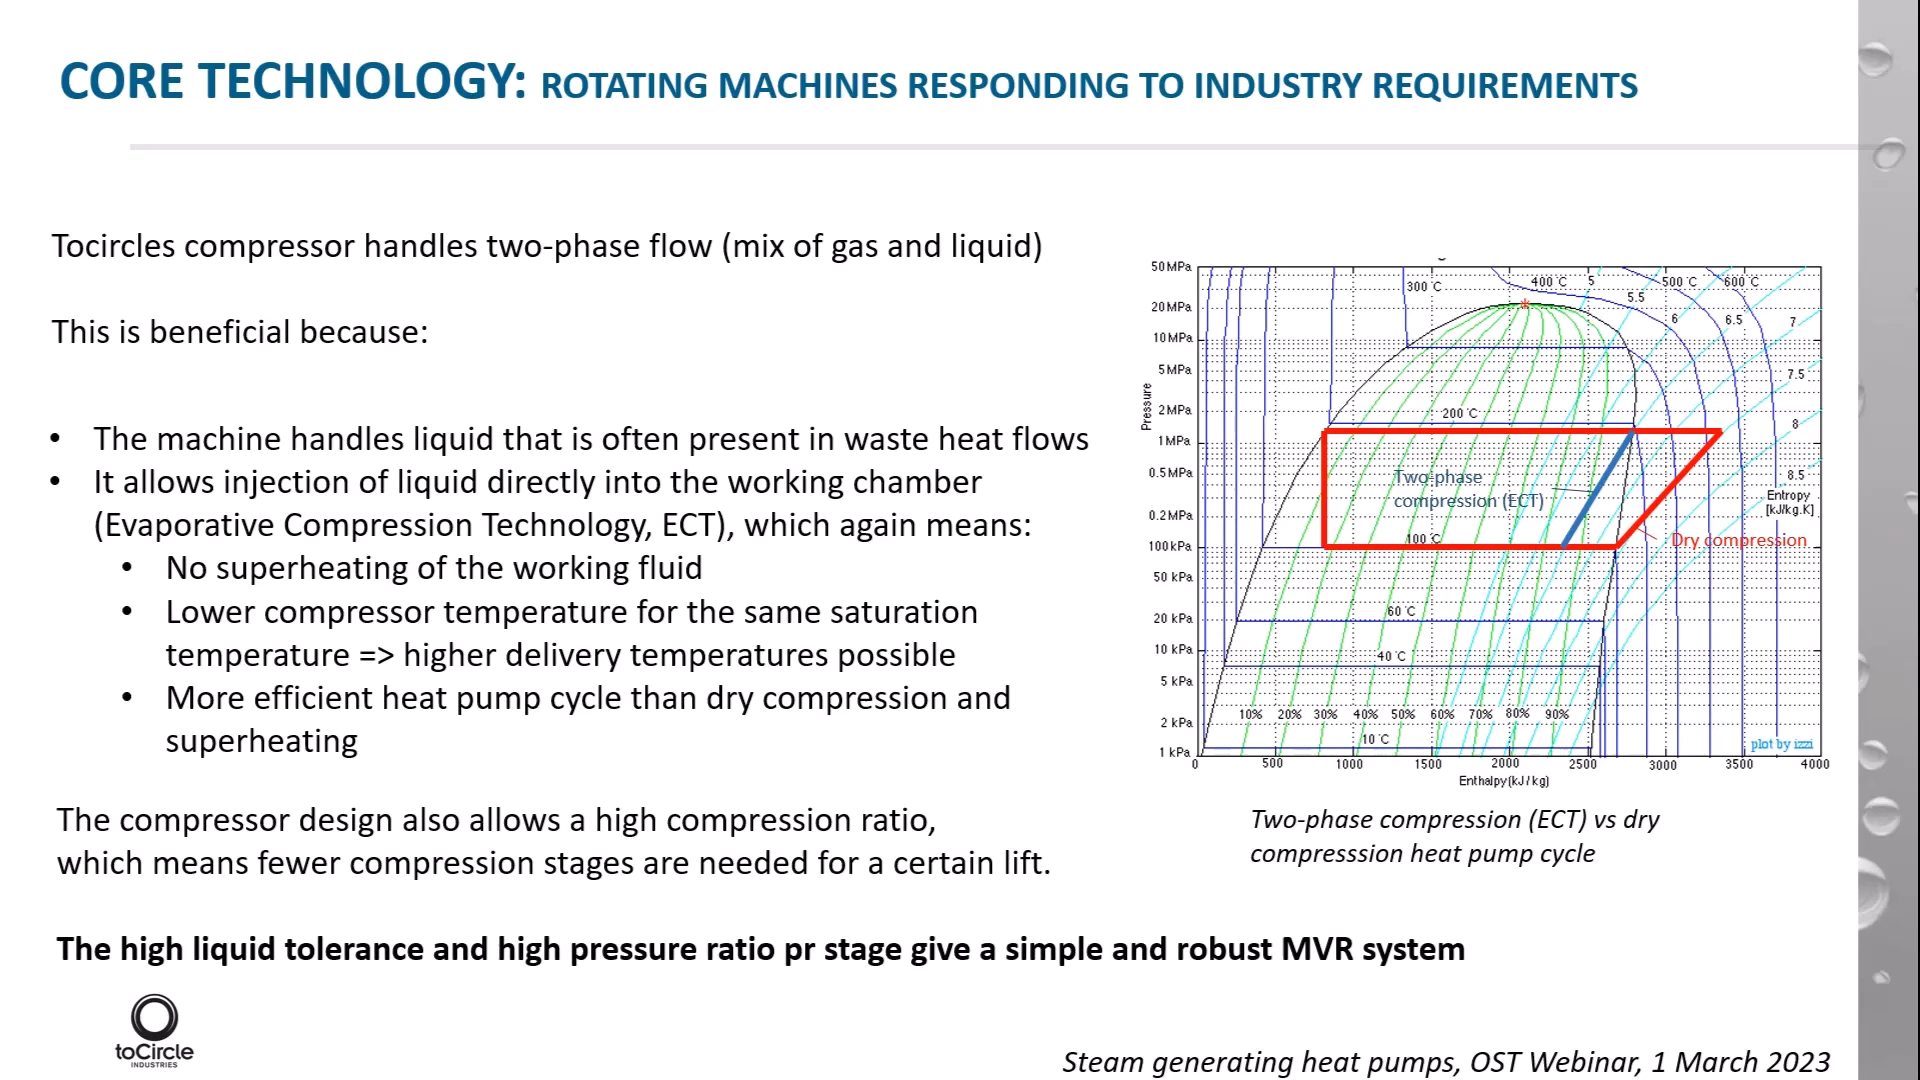 CORE TECHNOLOGY: ROTATING MACHINES RESPONDING TO INDUSTRY REQUIREMENTS
Tocircles compressor handles two-phase flow (mix of gas and liquid)
This is beneficial because:
• The machine handles liquid that is often present in waste heat flows
• It allows injection of liquid directly into the working chamber
(Evaporative Compression Technology, ECT), which again means:
• No superheating of the working fluid
• Lower compressor temperature for the same saturation
temperature => higher delivery temperatures possible
• More efficient heat pump cycle than dry compression and
superheating
The compressor design also allows a high compression ratio,
which means fewer compression stages are needed for a certain lift.
The high liquid tolerance and high pressure ratio pr stage give a simple and robust MVR system
50 MPa
20 MPa
10 MPa
5 MPa
2 MPa
1 MPa
0.5 MPa
0.2 MPa
100 kPa
50 kPa
20 kPa
10 kPa
5 kPa
2 kPa
1 kPa
Pressure
300 °C
400 °C
5
500 °C
600 °C
5.5
6
6.5
7
7.5
8
8.5
200 °C
Entropy
[kJ/kg.K]
Two-phase
compression (ECT)
Dry compression
100 °C
60 °C
40 °C
10% 20% 30% 40% 50% 60% 70% 80% 90%
10 °C
plot by izzi
0 500 1000 1500 2000 2500 3000 3500 4000
Enthalpy(kJ/kg)
Two-phase compression (ECT) vs dry
compresssion heat pump cycle
toCircle
INDUSTRIES
Steam generating heat pumps, OST Webinar, 1 March 2023